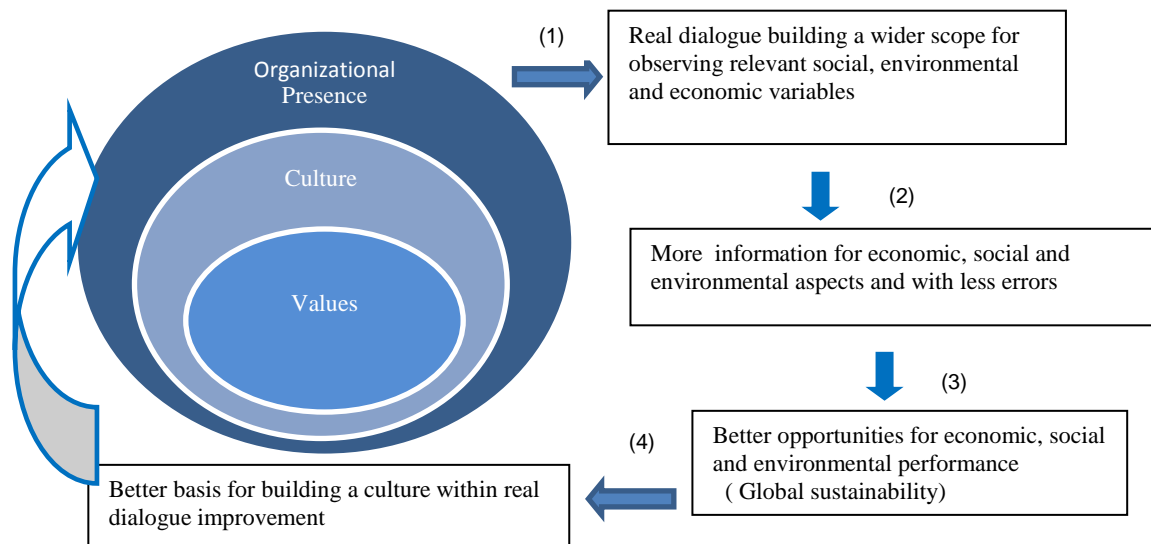 Organizational
Presence
Culture
Values
(1)
Real dialogue building a wider scope for
observing relevant social, environmental
and economic variables
(2)
More information for economic, social and
environmental aspects and with less errors
(3)
Better opportunities for economic, social
and environmental performance
( Global sustainability)
(4)
Better basis for building a culture within real
dialogue improvement